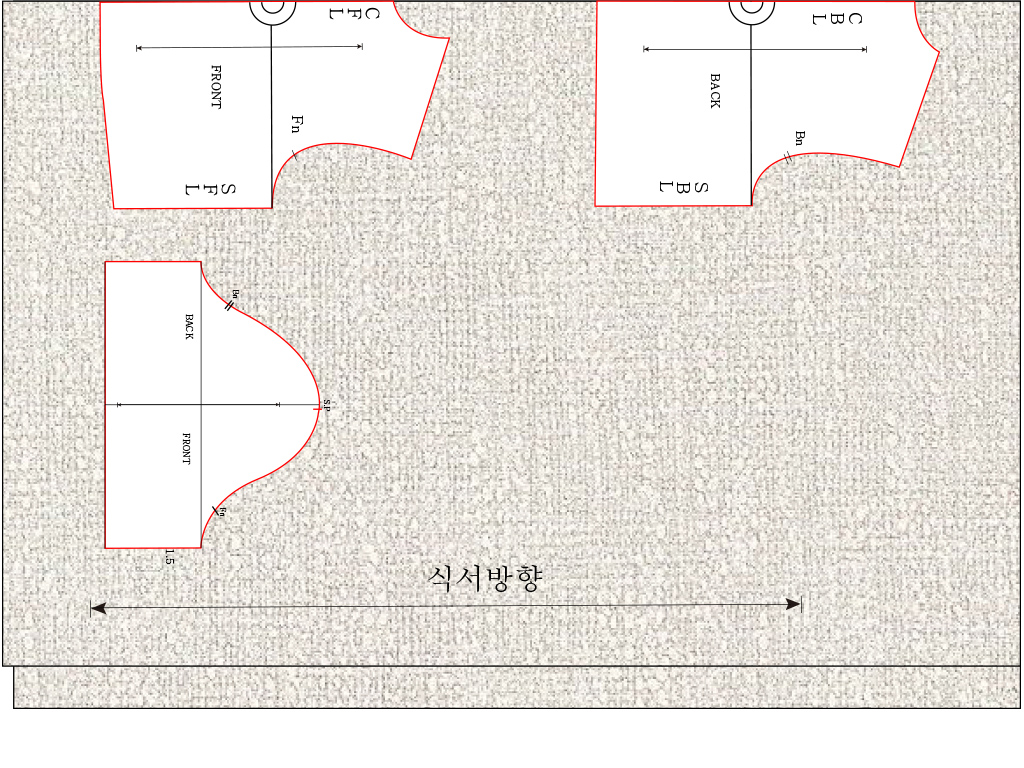 C F L
FRONT
Fn
S F L
C B L
BACK
Bn
S B L
Bn
BACK
S.P
FRONT
Fn
1.5
식서방향